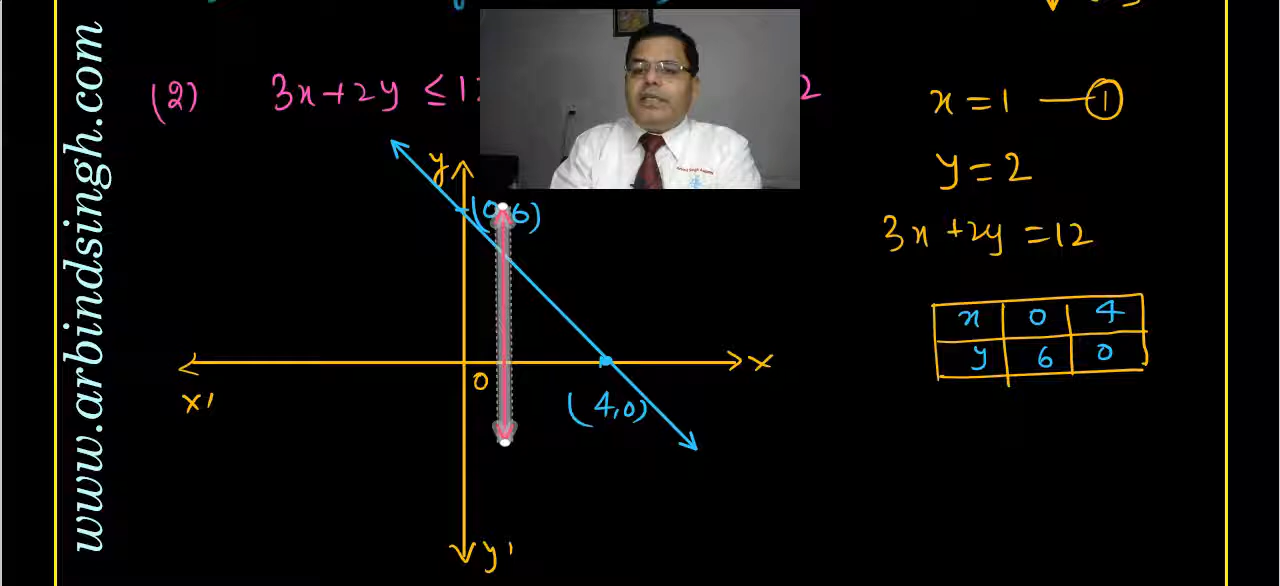 www.arbindsingh.com
(2) 3x+2y ≤ 12
2
x = 1 — ①
y = 2
3x+2y = 12
x 0 4
y 6 0
y
(0,6)
x
0
x'
(4,0)
y'